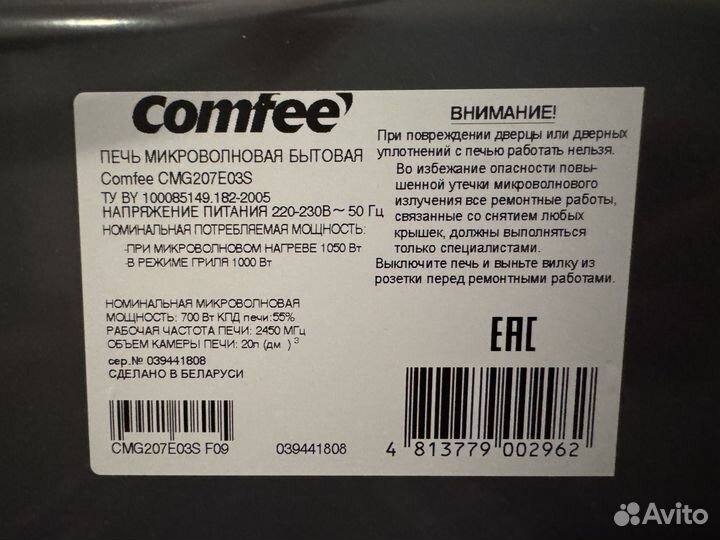 comfee'
ПЕЧЬ МИКРОВОЛНОВАЯ БЫТОВАЯ
Comfee CMG207E03S
ТУ BY 100085149.182-2005
НАПРЯЖЕНИЕ ПИТАНИЯ 220-230В~ 50 Гц
НОМИНАЛЬНАЯ ПОТРЕБЛЯЕМАЯ МОЩНОСТЬ:
-ПРИ МИКРОВОЛНОВОМ НАГРЕВЕ 1050 Вт
-В РЕЖИМЕ ГРИЛЯ 1000 Вт
НОМИНАЛЬНАЯ МИКРОВОЛНОВАЯ
МОЩНОСТЬ: 700 Вт КПД печи:55%
РАБОЧАЯ ЧАСТОТА ПЕЧИ: 2450 МГц
ОБЪЕМ КАМЕРЫ ПЕЧИ: 20л (дм )³
сер.№ 039441808
СДЕЛАНО В БЕЛАРУСИ
CMG207E03S F09
039441808
ВНИМАНИЕ!
При повреждении дверцы или дверных
уплотнений с печью работать нельзя.
Во избежание опасности повы-
шенной утечки микроволнового
излучения все ремонтные работы,
связанные со снятием любых
крышек, должны выполняться
только специалистами.
Выключите печь и выньте вилку из
розетки перед ремонтными работами.
EAC
4 813779 002962
Avito